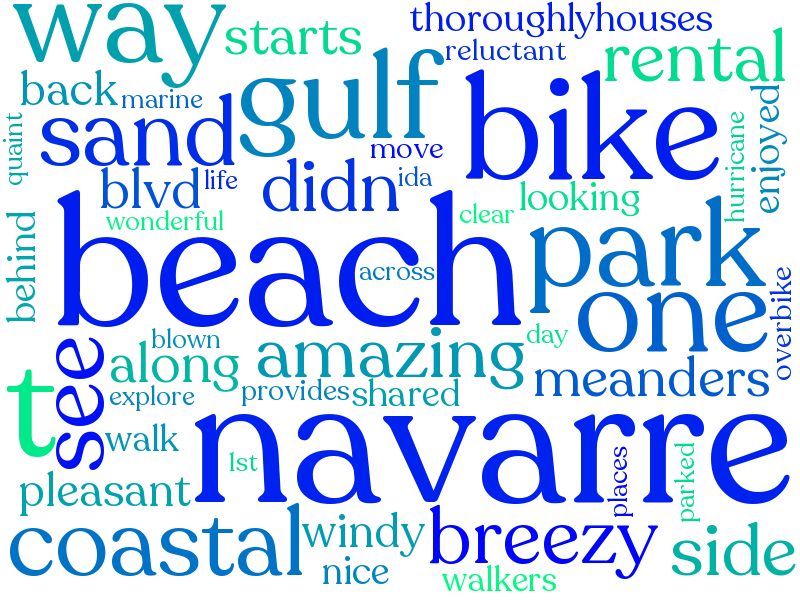 way
starts
thoroughlyhouses
reluctant
rental
back
marine
gulf
bike
quaint
sand
move
hurricane
enjoyed
blvd
life
didn
ida
looking
wonderful
clear
behind
beach
park
across
one
overbike
see
blown
along
amazing
day
meanders
explore
provides
shared
t
walk
navarre
1st
places
parked
pleasant
coastal
windy
breezy
side
nice
walkers